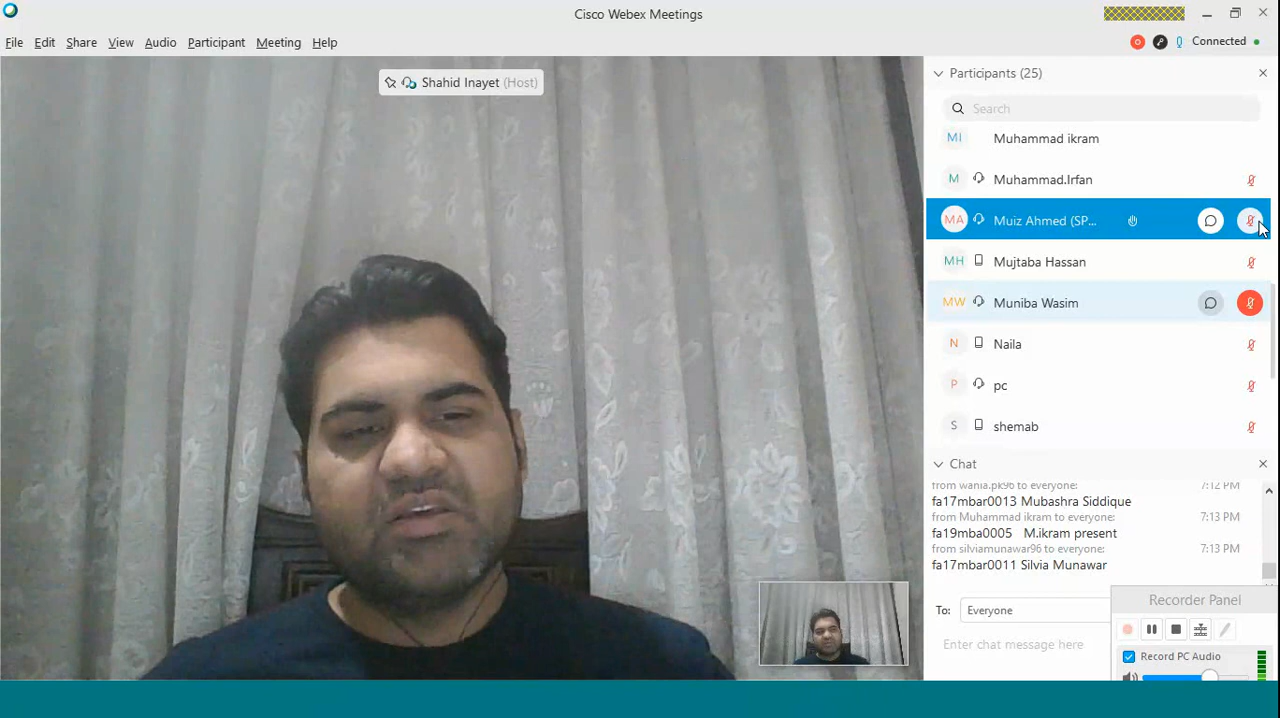 Cisco Webex Meetings
File Edit Share View Audio Participant Meeting Help
Connected
Shahid Inayet (Host)
Participants (25)
Search
MI Muhammad ikram
M Muhammad.Irfan
MA Muiz Ahmed (SP...
MH Mujtaba Hassan
MW Muniba Wasim
N Naila
P pc
S shemab
Chat
from wania.pk96 to everyone: 7:12 PM
fa17mbar0013 Mubashra Siddique
from Muhammad ikram to everyone: 7:13 PM
fa19mba0005 M.ikram present
from silviamunawar96 to everyone: 7:13 PM
fa17mbar0011 Silvia Munawar
To: Everyone
Enter chat message here
Recorder Panel
Record PC Audio